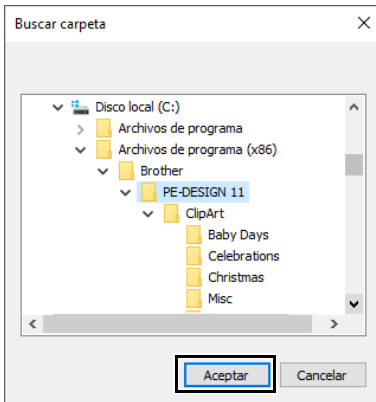 Buscar carpeta
Disco local (C:)
Archivos de programa
Archivos de programa (x86)
Brother
PE-DESIGN 11
ClipArt
Baby Days
Celebrations
Christmas
Misc
Aceptar Cancelar